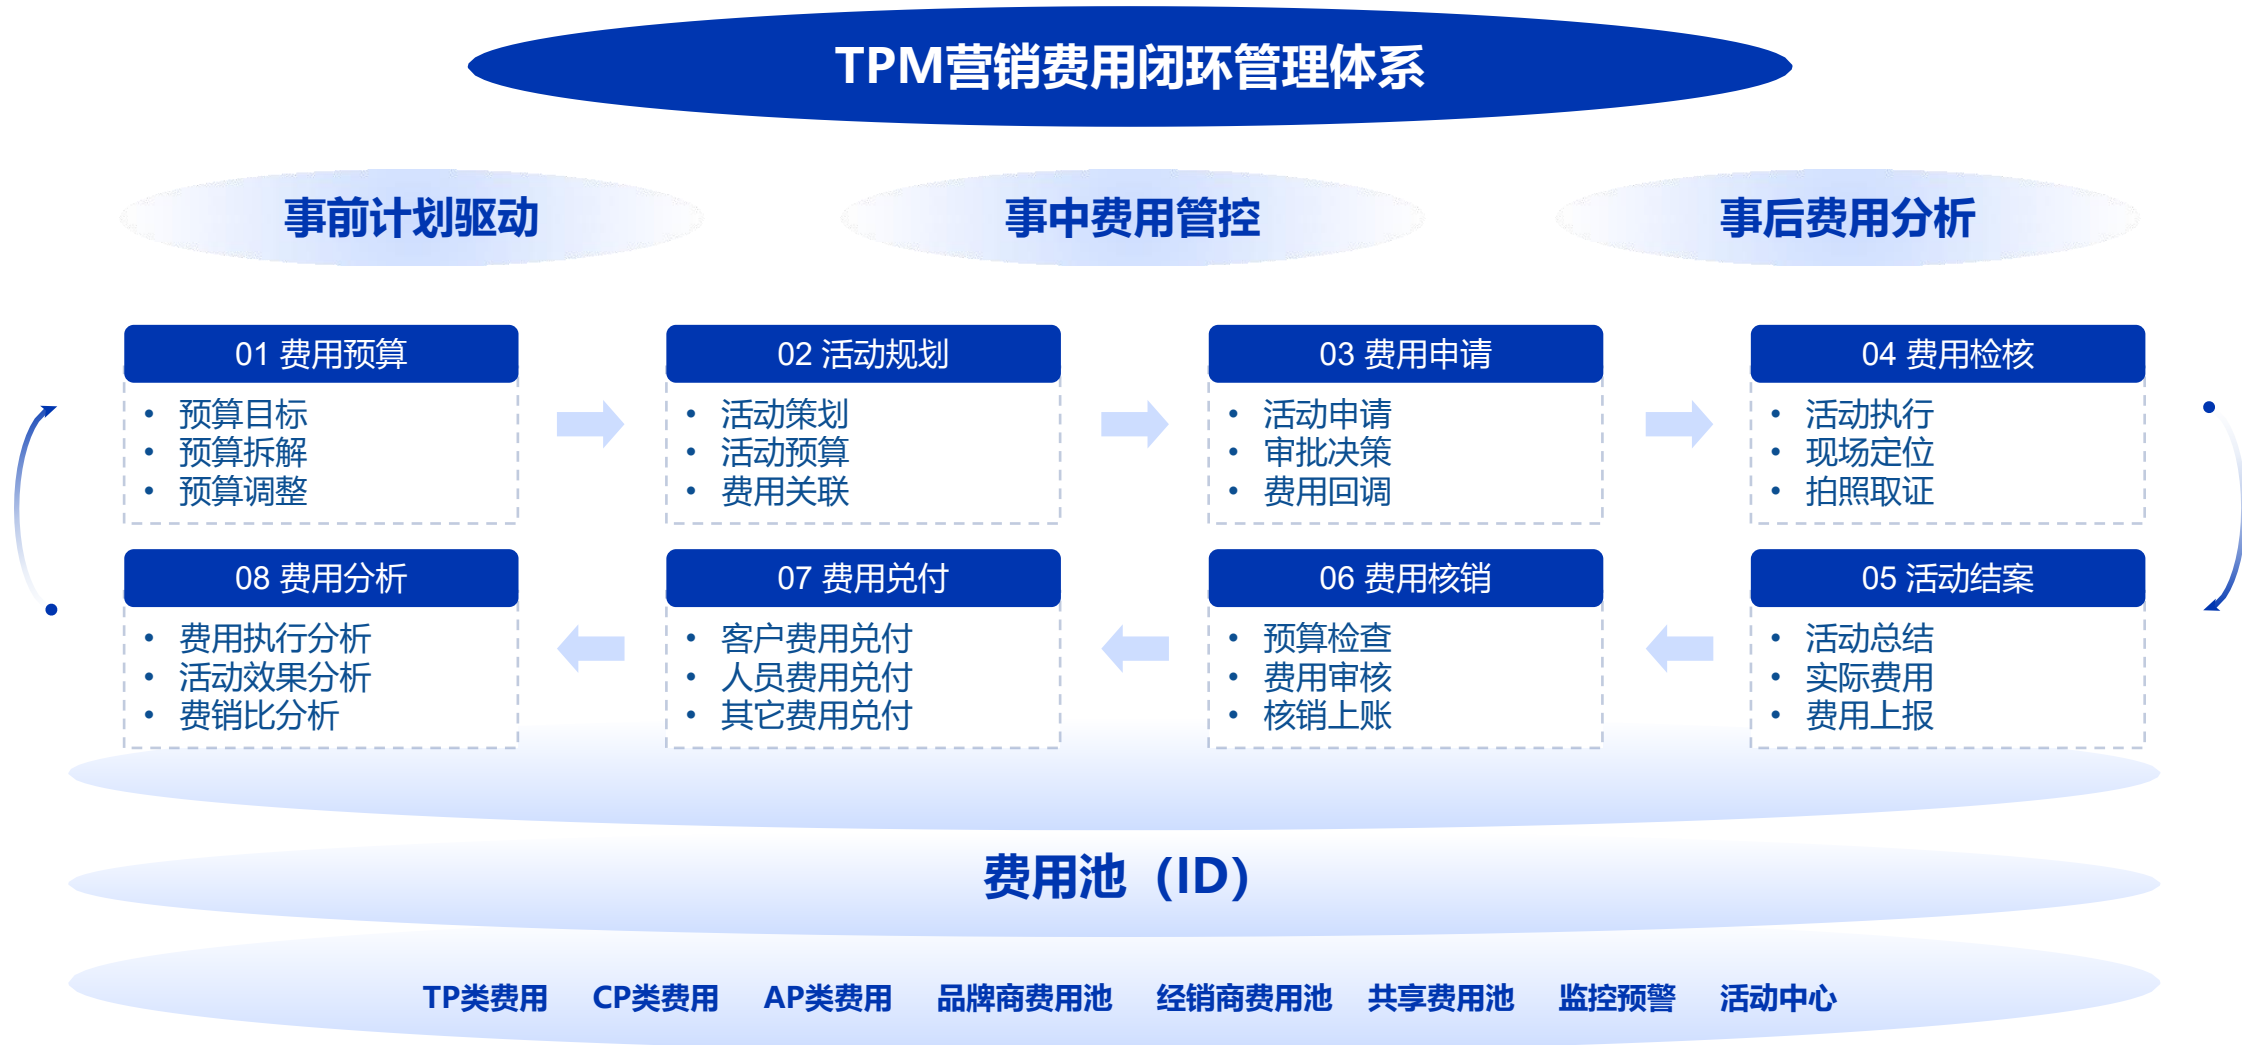 TPM营销费用闭环管理体系
事前计划驱动
事中费用管控
事后费用分析
01 费用预算
• 预算目标
• 预算拆解
• 预算调整
02 活动规划
• 活动策划
• 活动预算
• 费用关联
03 费用申请
• 活动申请
• 审批决策
• 费用回调
04 费用检核
• 活动执行
• 现场定位
• 拍照取证
08 费用分析
• 费用执行分析
• 活动效果分析
• 费销比分析
07 费用兑付
• 客户费用兑付
• 人员费用兑付
• 其它费用兑付
06 费用核销
• 预算检查
• 费用审核
• 核销上账
05 活动结案
• 活动总结
• 实际费用
• 费用上报
费用池（ID）
TP类费用 CP类费用 AP类费用 品牌商费用池 经销商费用池 共享费用池 监控预警 活动中心